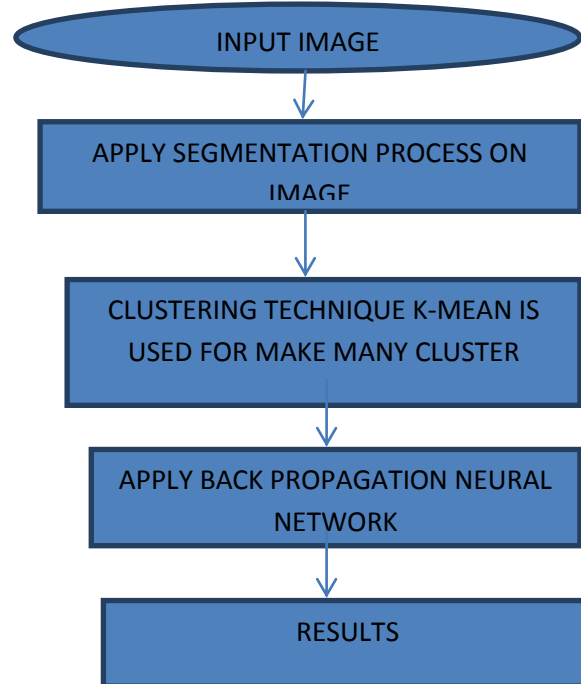 INPUT IMAGE
APPLY SEGMENTATION PROCESS ON
IMAGE
CLUSTERING TECHNIQUE K-MEAN IS
USED FOR MAKE MANY CLUSTER
APPLY BACK PROPAGATION NEURAL
NETWORK
RESULTS